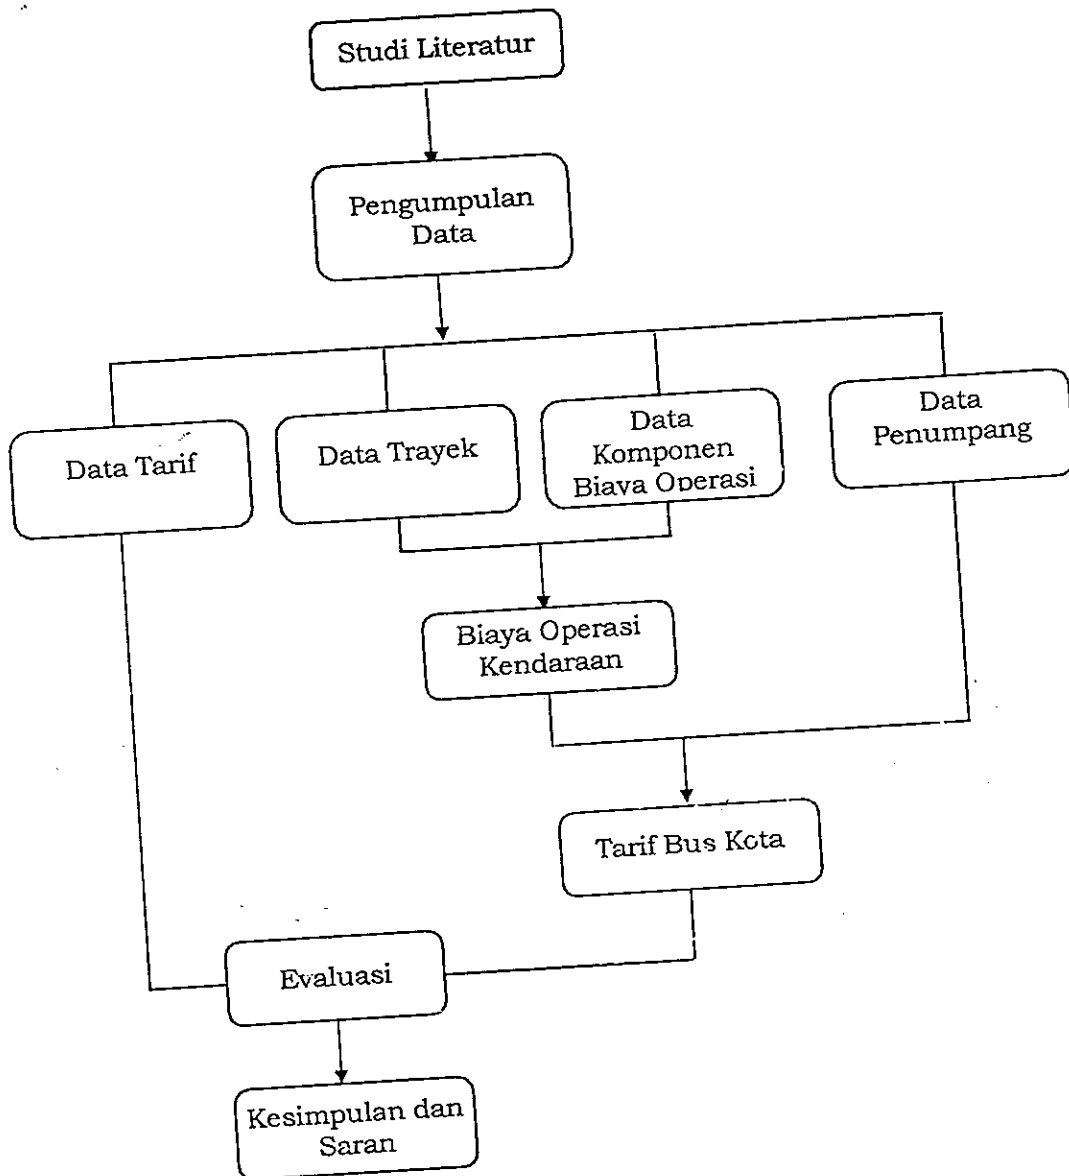 Studi Literatur
Pengumpulan
Data
Data Tarif
Data Trayek
Data
Komponen
Biaya Operasi
Data
Penumpang
Biaya Operasi
Kendaraan
Tarif Bus Kota
Evaluasi
Kesimpulan dan
Saran